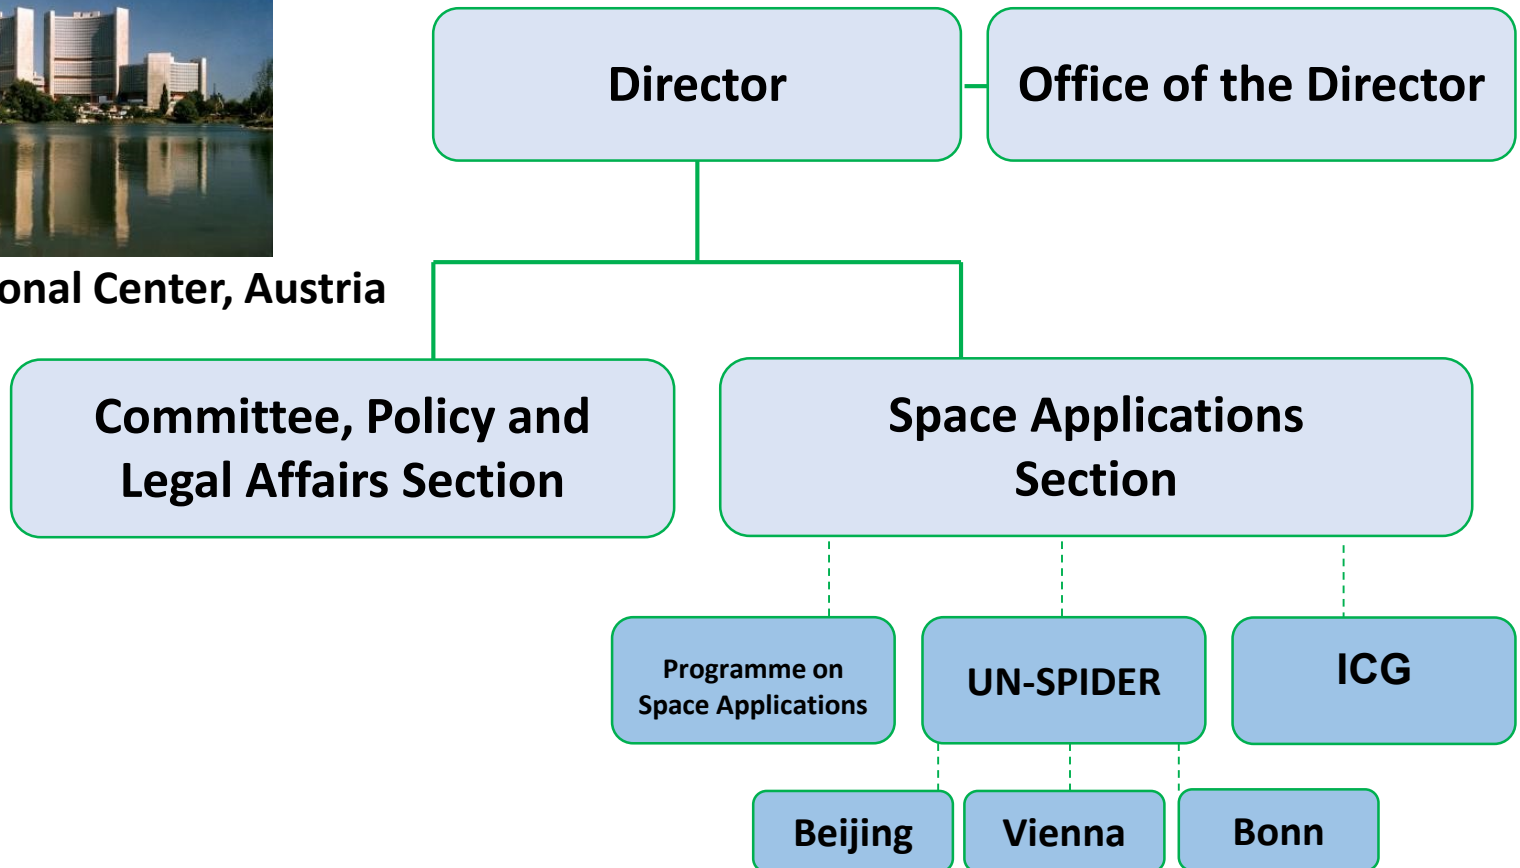 Director
Office of the Director
onal Center, Austria
Committee, Policy and
Legal Affairs Section
Space Applications
Section
Programme on
Space Applications
UN-SPIDER
ICG
Beijing
Vienna
Bonn